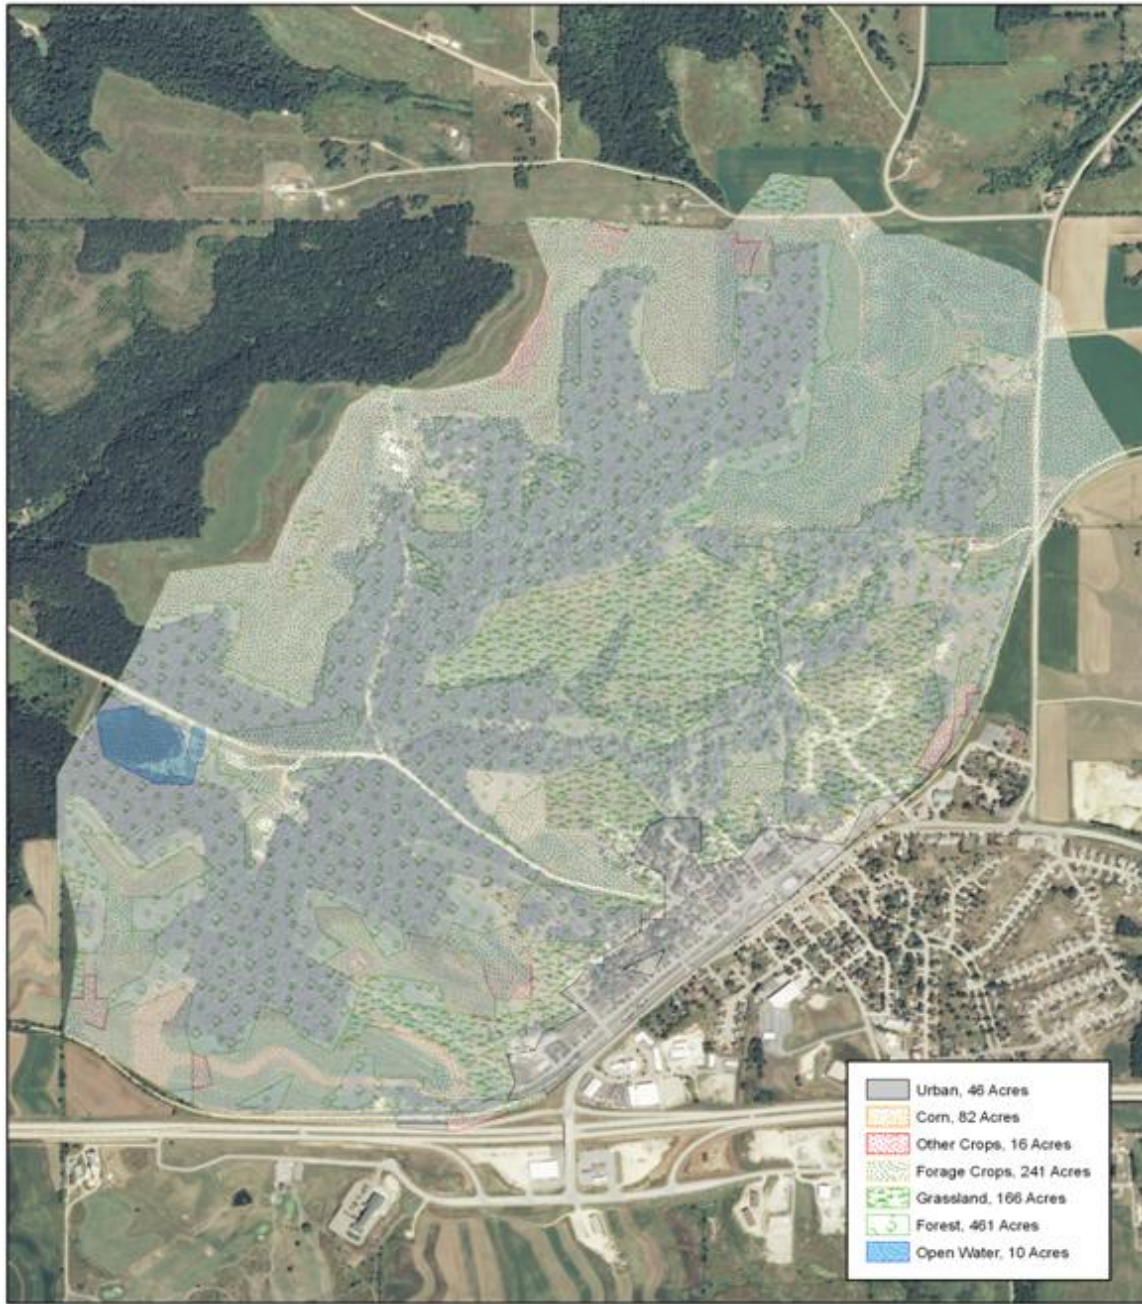 Urban, 46 Acres
Corn, 82 Acres
Other Crops, 16 Acres
Forage Crops, 241 Acres
Grassland, 166 Acres
Forest, 461 Acres
Open Water, 10 Acres